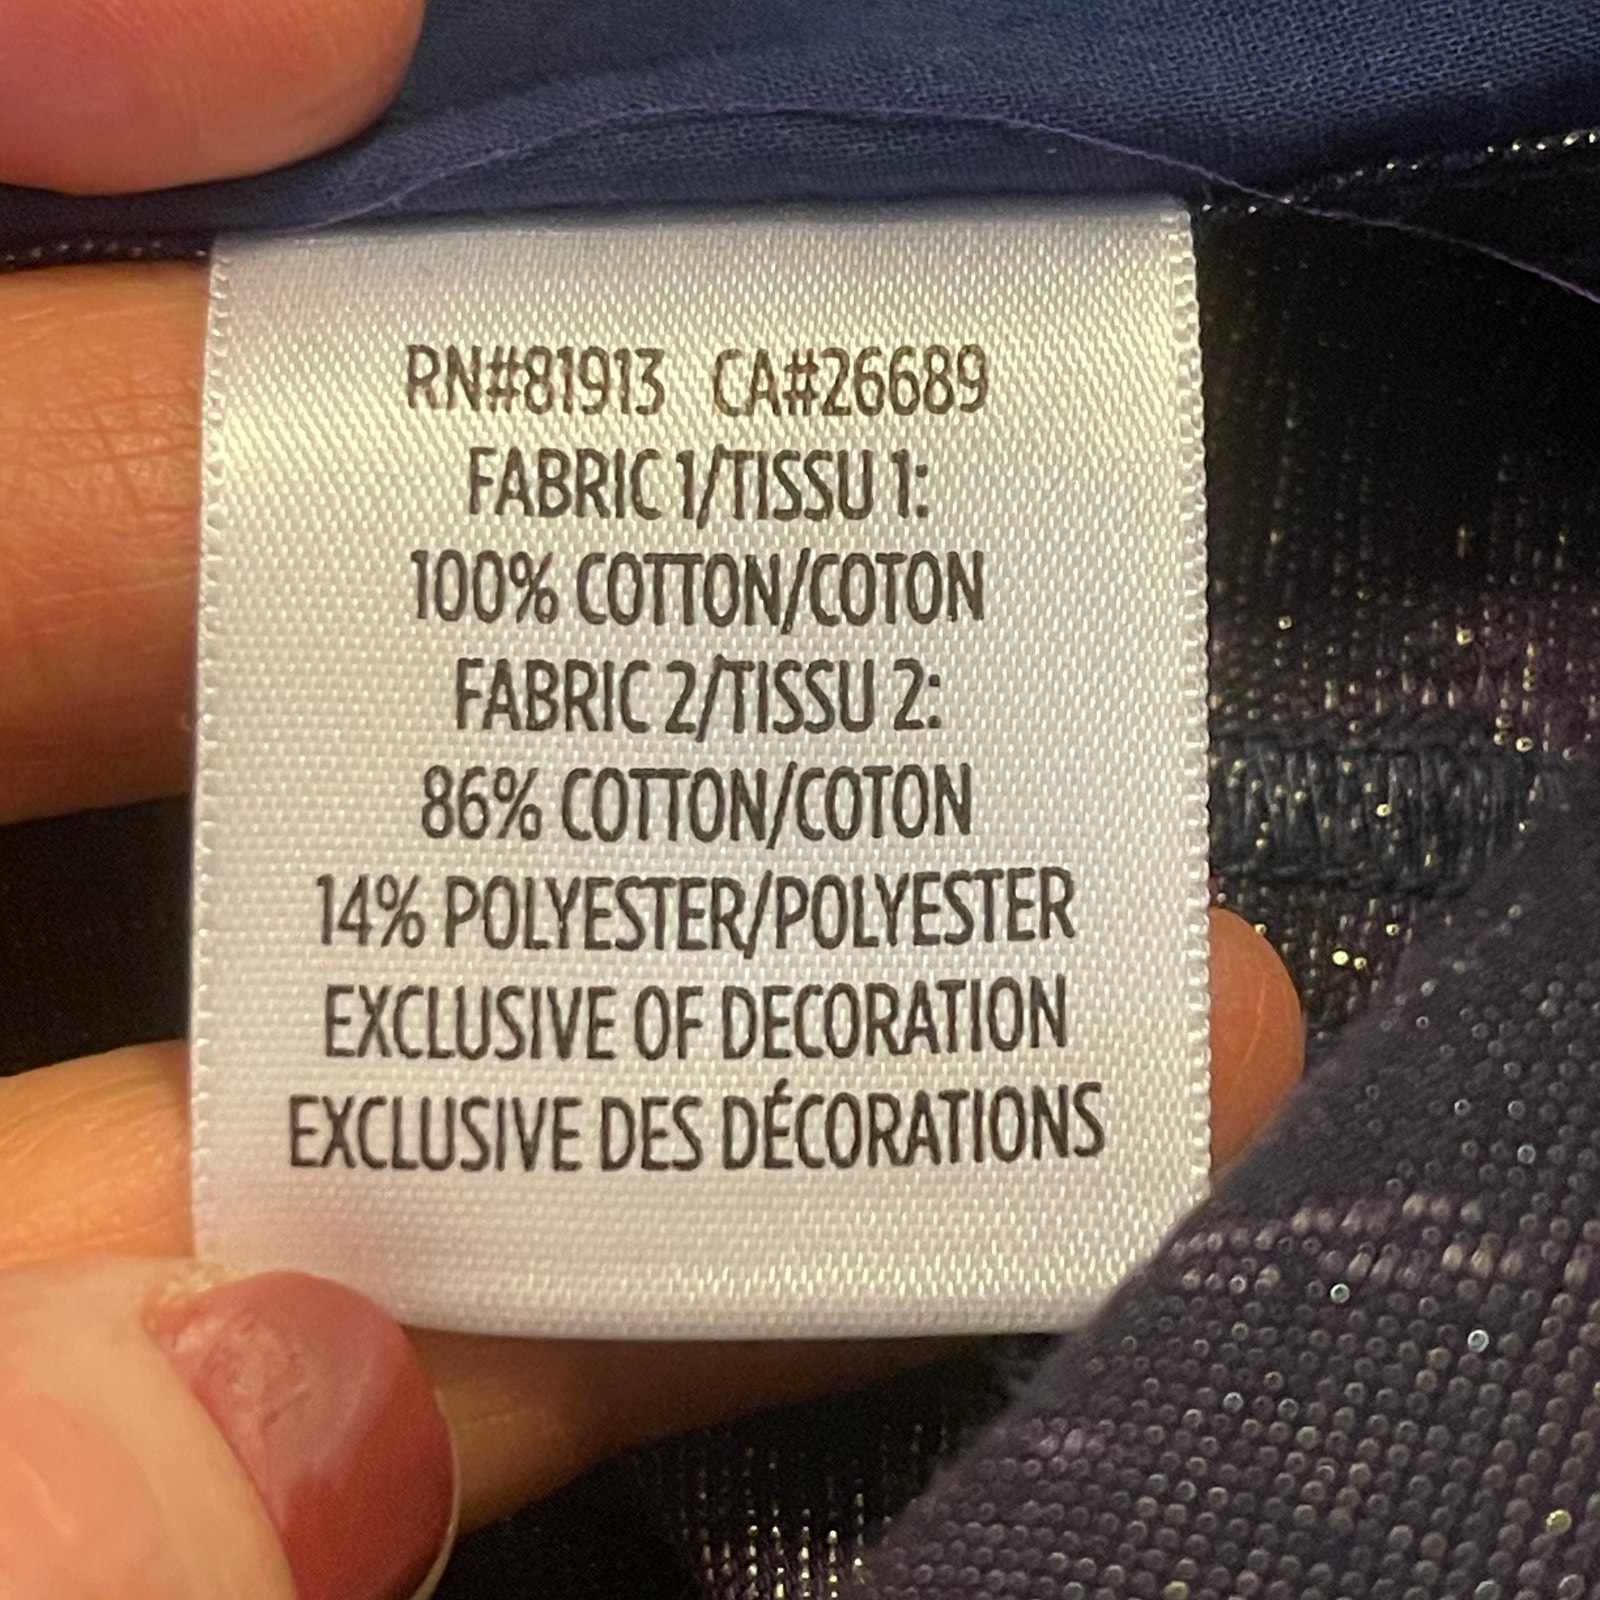 RN#81913 CA#26689
FABRIC 1/TISSU 1:
100% COTTON/COTON
FABRIC 2/TISSU 2:
86% COTTON/COTON
14% POLYESTER/POLYESTER
EXCLUSIVE OF DECORATION
EXCLUSIVE DES DÉCORATIONS